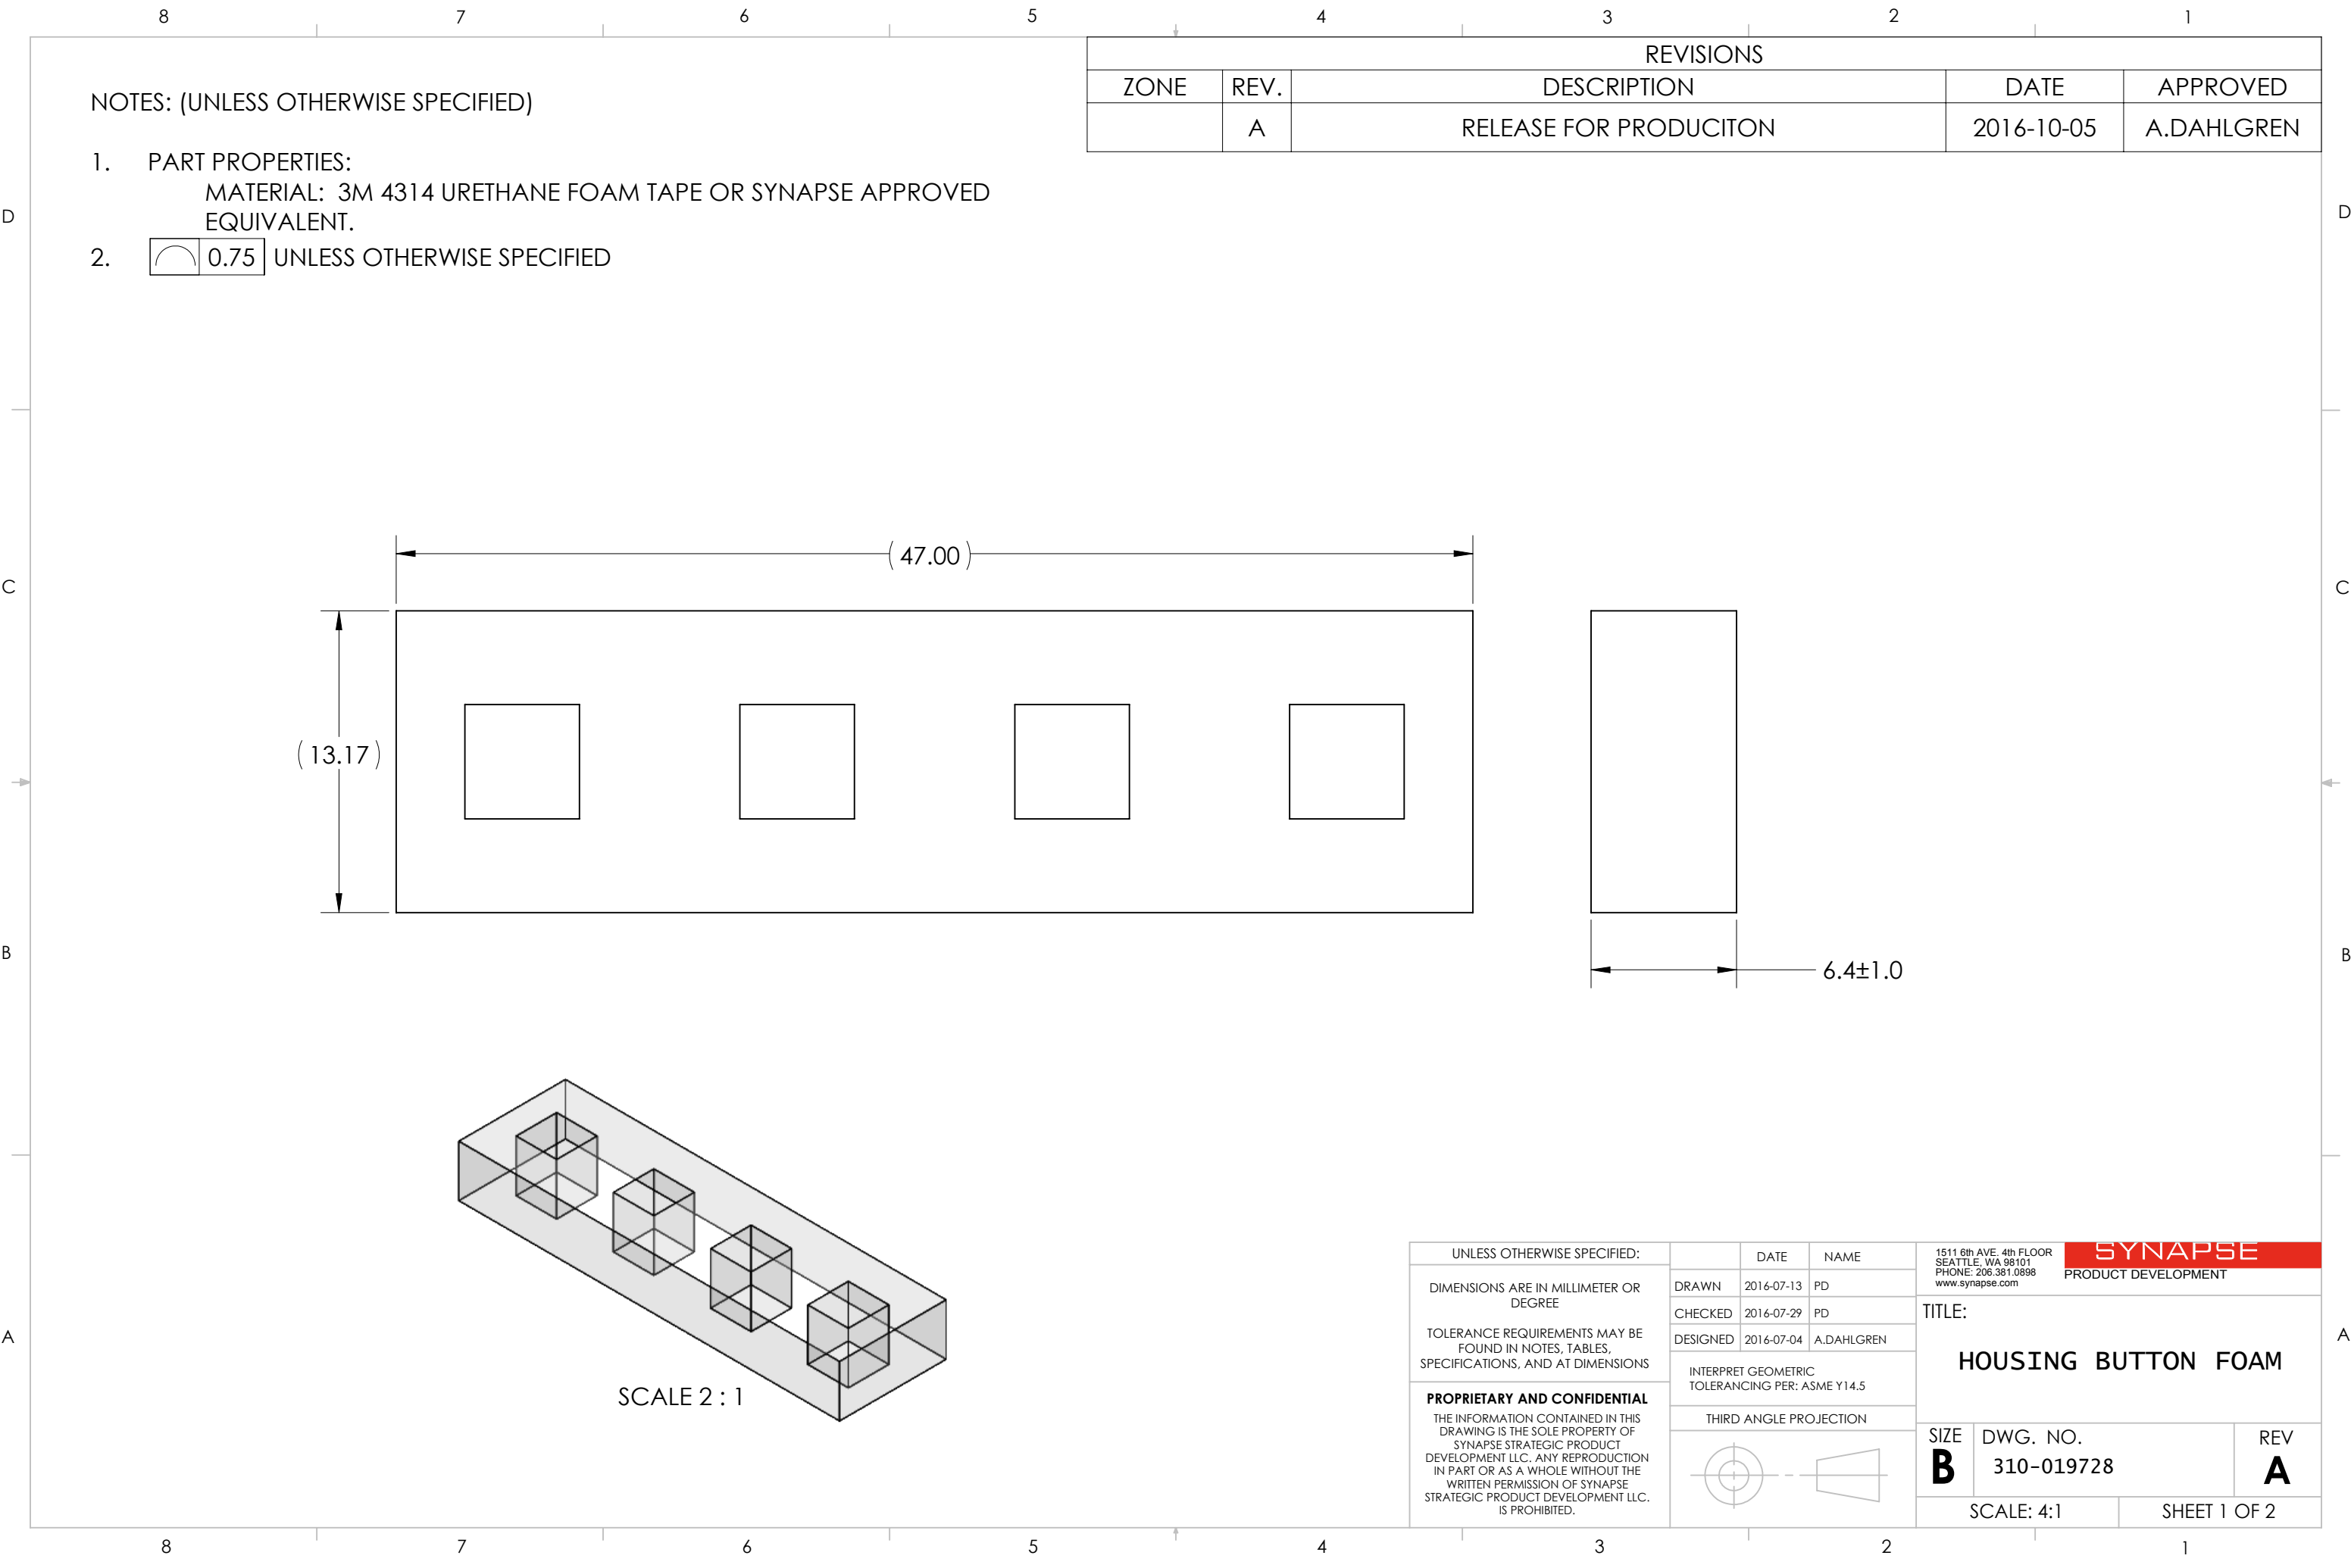 8 7 6 5 4 3 2 1
REVISIONS
ZONE REV. DESCRIPTION DATE APPROVED
A RELEASE FOR PRODUCITON 2016-10-05 A.DAHLGREN
NOTES: (UNLESS OTHERWISE SPECIFIED)
1. PART PROPERTIES:
MATERIAL: 3M 4314 URETHANE FOAM TAPE OR SYNAPSE APPROVED
EQUIVALENT.
2. 0.75 UNLESS OTHERWISE SPECIFIED
D D
(47.00)
C C
(13.17)
B B
6.4±1.0
SCALE 2 : 1
A A
UNLESS OTHERWISE SPECIFIED:
DIMENSIONS ARE IN MILLIMETER OR
DEGREE
TOLERANCE REQUIREMENTS MAY BE
FOUND IN NOTES, TABLES,
SPECIFICATIONS, AND AT DIMENSIONS
PROPRIETARY AND CONFIDENTIAL
THE INFORMATION CONTAINED IN THIS
DRAWING IS THE SOLE PROPERTY OF
SYNAPSE STRATEGIC PRODUCT
DEVELOPMENT LLC. ANY REPRODUCTION
IN PART OR AS A WHOLE WITHOUT THE
WRITTEN PERMISSION OF SYNAPSE
STRATEGIC PRODUCT DEVELOPMENT LLC.
IS PROHIBITED.
DATE NAME
DRAWN 2016-07-13 PD
CHECKED 2016-07-29 PD
DESIGNED 2016-07-04 A.DAHLGREN
INTERPRET GEOMETRIC
TOLERANCING PER: ASME Y14.5
THIRD ANGLE PROJECTION
1511 6th AVE. 4th FLOOR
SEATTLE, WA 98101
PHONE: 206.381.0898
www.synapse.com
SYNAPSE
PRODUCT DEVELOPMENT
TITLE:
HOUSING BUTTON FOAM
SIZE DWG. NO. REV
B 310-019728 A
SCALE: 4:1 SHEET 1 OF 2
8 7 6 5 4 3 2 1